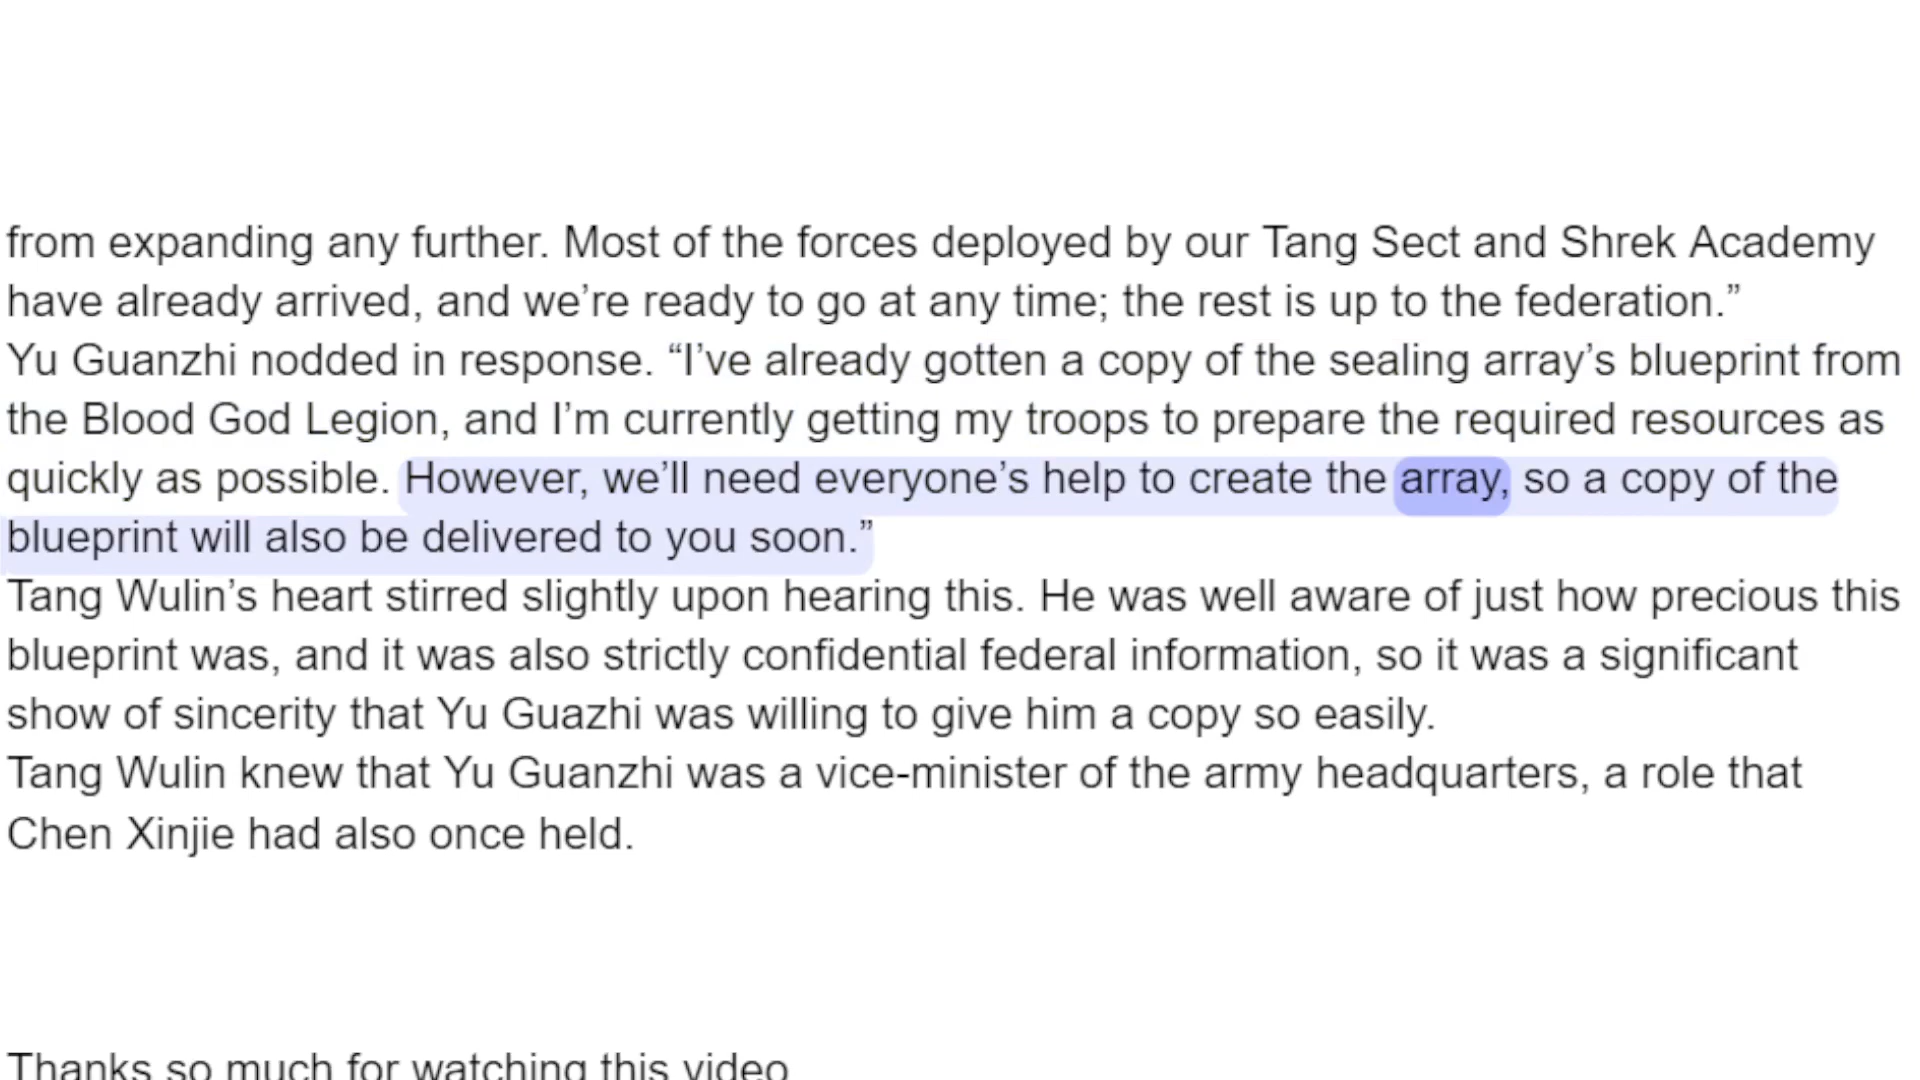 from expanding any further. Most of the forces deployed by our Tang Sect and Shrek Academy
have already arrived, and we’re ready to go at any time; the rest is up to the federation.”
Yu Guanzhi nodded in response. “I’ve already gotten a copy of the sealing array’s blueprint from
the Blood God Legion, and I’m currently getting my troops to prepare the required resources as
quickly as possible. However, we’ll need everyone’s help to create the array, so a copy of the
blueprint will also be delivered to you soon.”
Tang Wulin’s heart stirred slightly upon hearing this. He was well aware of just how precious this
blueprint was, and it was also strictly confidential federal information, so it was a significant
show of sincerity that Yu Guazhi was willing to give him a copy so easily.
Tang Wulin knew that Yu Guanzhi was a vice-minister of the army headquarters, a role that
Chen Xinjie had also once held.
Thanks so much for watching this video